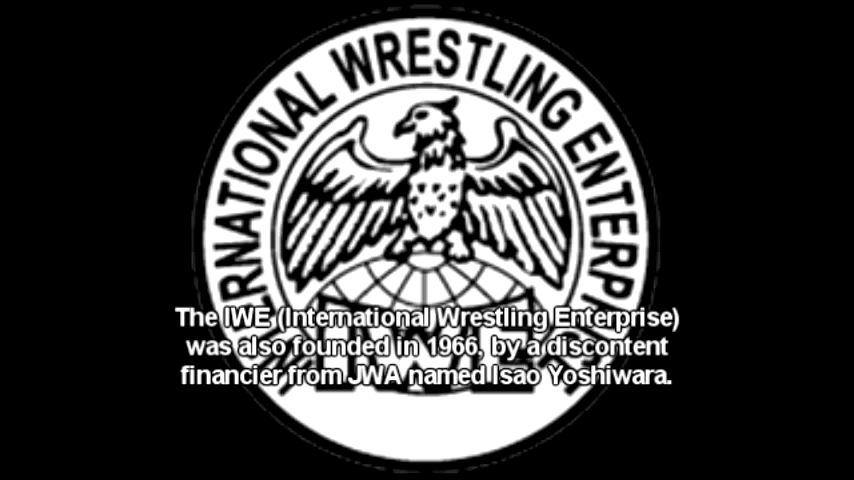 INTERNATIONAL WRESTLING ENTERPRISE
The IWE (International Wrestling Enterprise)
was also founded in 1966, by a discontent
financier from JWA named Isao Yoshiwara.